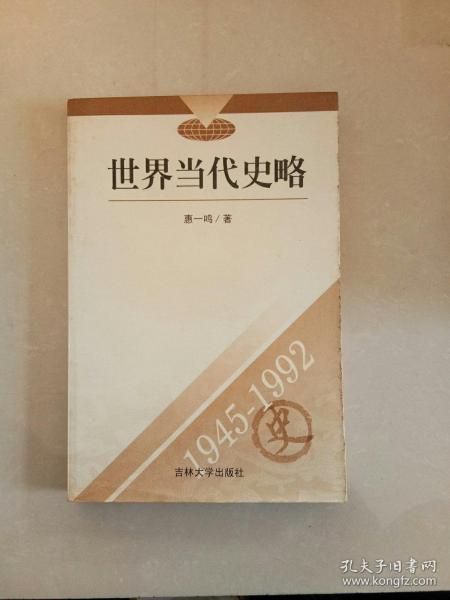 世界当代史略
惠一鸣/著
1945-1992
史
吉林大学出版社
孔夫子旧书网
www.kongfz.com